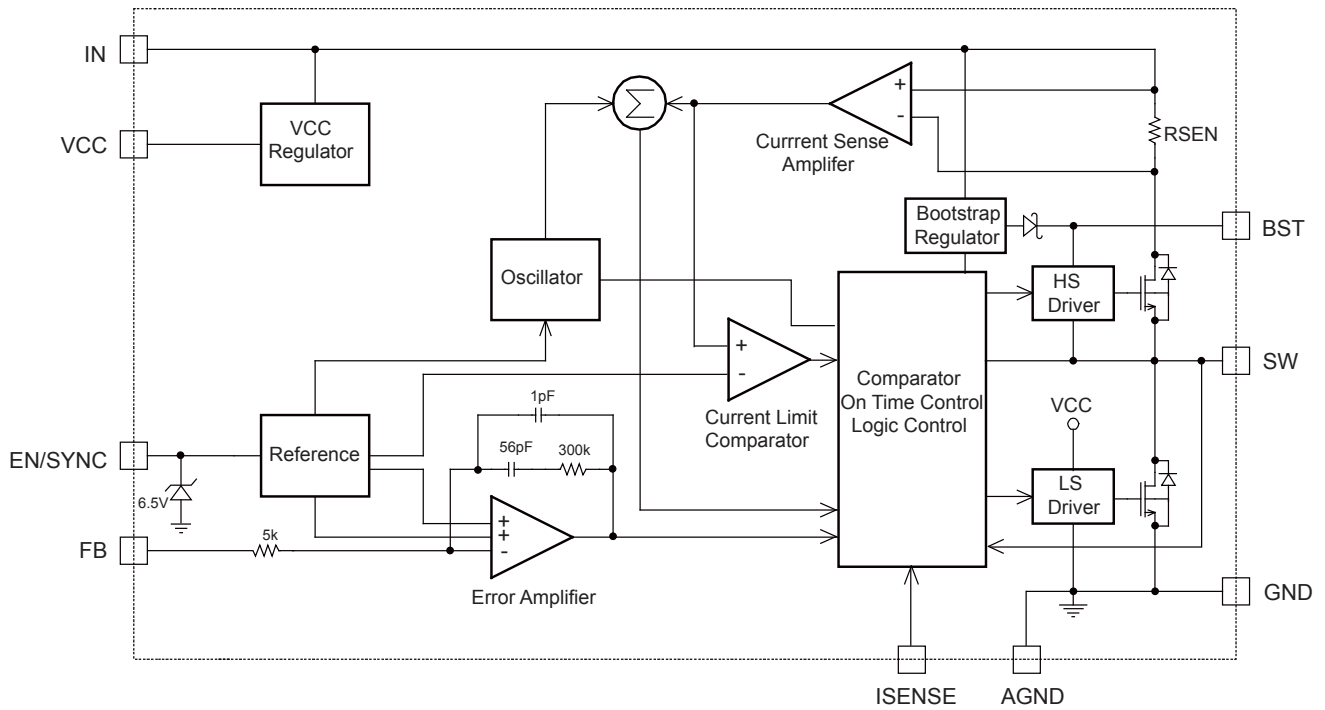 IN
VCC
VCC
Regulator
Σ
+
-
Currrent Sense
Amplifer
RSEN
Bootstrap
Regulator
BST
Oscillator
HS
Driver
+
-
Current Limit
Comparator
Comparator
On Time Control
Logic Control
SW
VCC
1pF
56pF
300k
EN/SYNC
Reference
6.5V
LS
Driver
FB
5k
+
+
-
Error Amplifier
GND
ISENSE
AGND